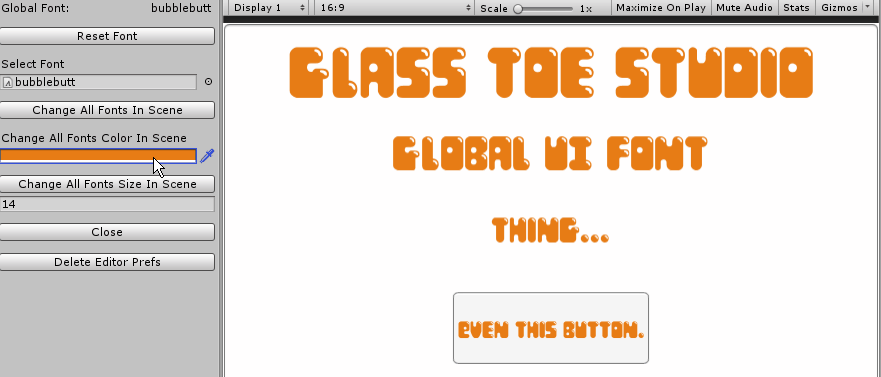 Global Font: bubblebutt
Reset Font
Select Font
bubblebutt
Change All Fonts In Scene
Change All Fonts Color In Scene
Change All Fonts Size In Scene
14
Close
Delete Editor Prefs
Display 1 16:9 Scale 1x Maximize On Play Mute Audio Stats Gizmos
GLASS TOE STUDIO
GLOBAL UI FONT
THING...
EVEN THIS BUTTON.